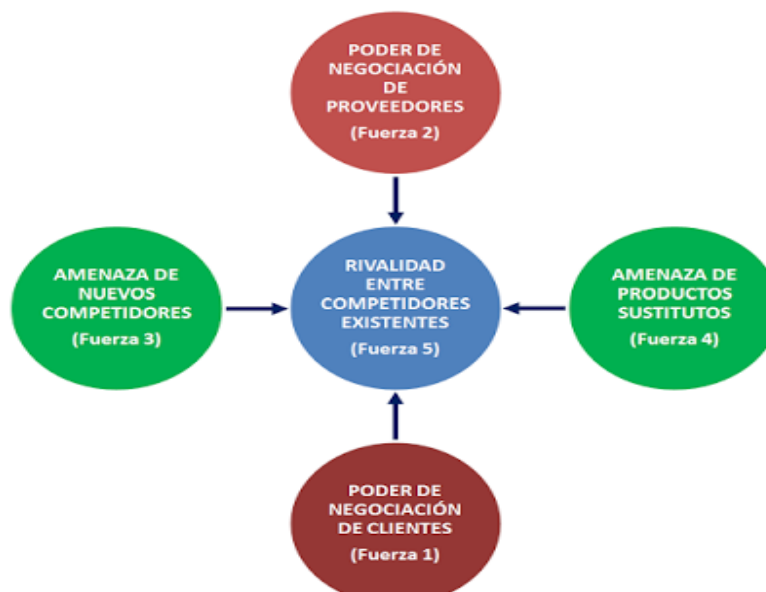 PODER DE
NEGOCIACIÓN
DE
PROVEEDORES
(Fuerza 2)
AMENAZA DE
NUEVOS
COMPETIDORES
(Fuerza 3)
RIVALIDAD
ENTRE
COMPETIDORES
EXISTENTES
(Fuerza 5)
AMENAZA DE
PRODUCTOS
SUSTITUTOS
(Fuerza 4)
PODER DE
NEGOCIACIÓN
DE CLIENTES
(Fuerza 1)